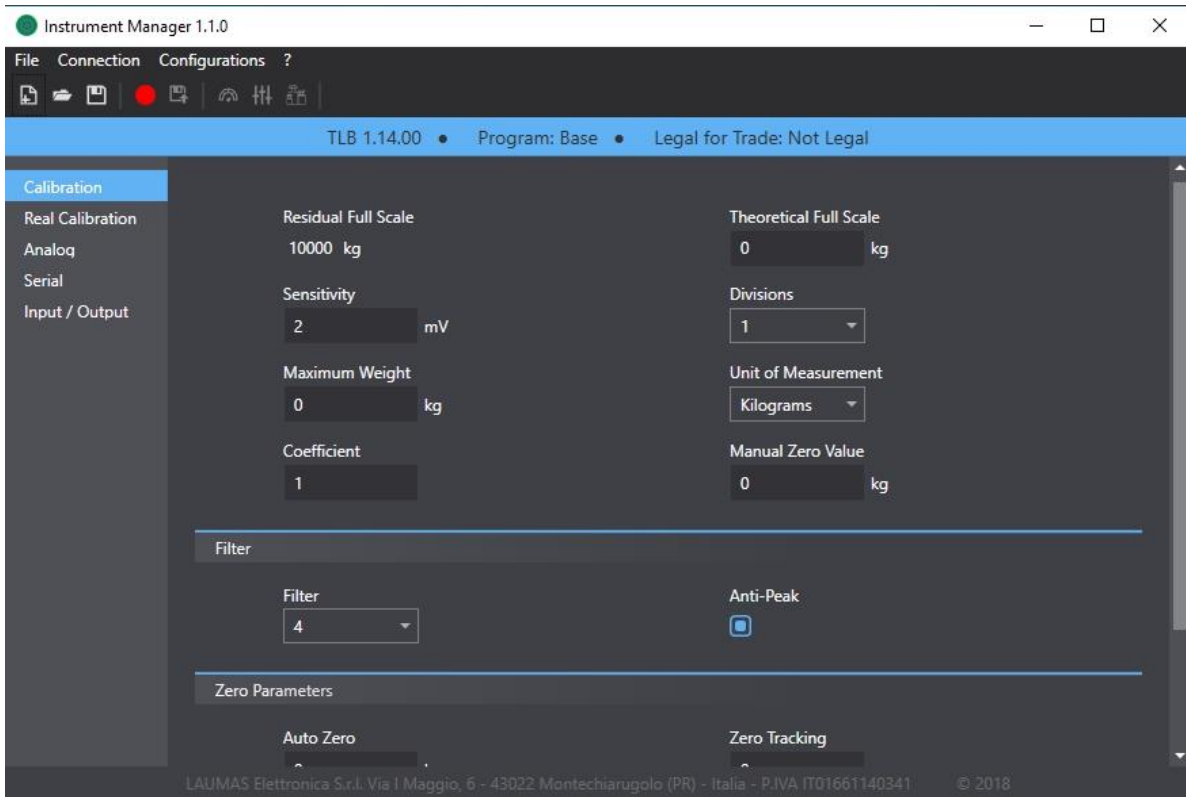 Instrument Manager 1.1.0
File Connection Configurations ?
TLB 1.14.00 • Program: Base • Legal for Trade: Not Legal
Calibration
Real Calibration
Analog
Serial
Input / Output
Residual Full Scale
10000 kg
Theoretical Full Scale
0 kg
Sensitivity
2 mV
Divisions
1
Maximum Weight
0 kg
Unit of Measurement
Kilograms
Coefficient
1
Manual Zero Value
0 kg
Filter
Filter
4
Anti-Peak
Zero Parameters
Auto Zero
Zero Tracking
LAUMAS Elettronica S.r.l. Via I Maggio, 6 - 43022 Montechiarugolo (PR) - Italia - P.IVA IT01661140341 © 2018